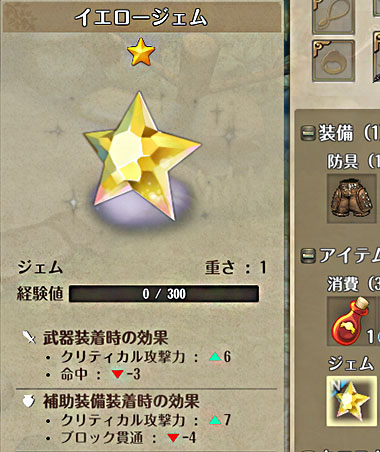 イエロージェム
ジェム 重さ : 1
経験値 0 / 300
武器装着時の効果
・ クリティカル攻撃力 : ▲6
・ 命中 : ▼-3
補助装備装着時の効果
・ クリティカル攻撃力 : ▲7
・ ブロック貫通 : ▼-4
装備 (1
防具 (1
アイテム
消費 (3
1
ジェム
N